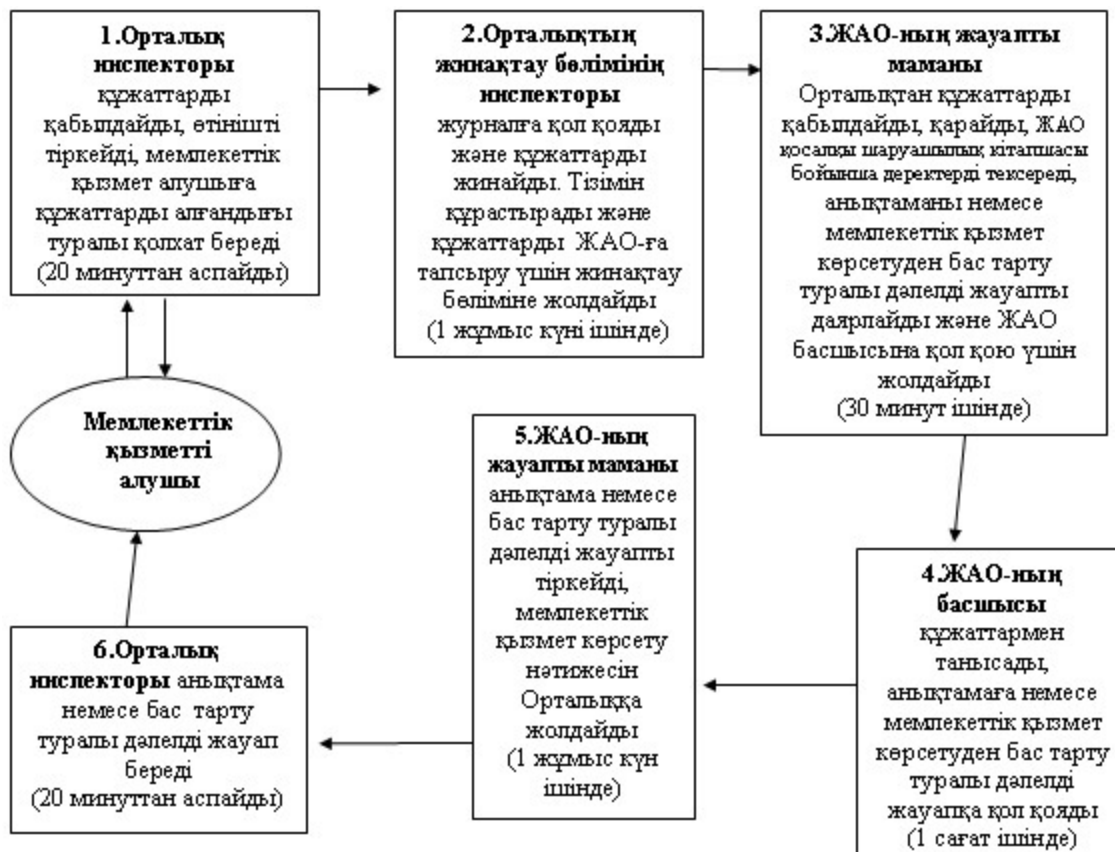 1.Орталық
инспекторы
құжаттарды
қабылдайды, өтінішті
тіркейді, мемлекеттік
қызмет алушыға
құжаттарды алғандығы
туралы қолхат береді
(20 минуттан аспайды)
2.Орталықтың
жинақтау бөлімінің
инспекторы
журналға қол қояды
және құжаттарды
жинайды. Тізімін
құрастырады және
құжаттарды ЖАО-ға
тапсыру үшін жинақтау
бөліміне жолдайды
(1 жұмыс күні ішінде)
3.ЖАО-ның жауапты
маманы
Орталықтан құжаттарды
қабылдайды, қарайды, ЖАО
қосалқы шаруашылық кітапшасы
бойынша деректерді тексереді,
анықтаманы немесе
мемлекеттік қызмет
көрсетуден бас тарту
туралы дәлелді жауапты
даярлайды және ЖАО
басшысына қол қою үшін
жолдайды
(30 минут ішінде)
Мемлекеттік
қызметті
алушы
5.ЖАО-ның
жауапты маманы
анықтама немесе
бас тарту туралы
дәлелді жауапты
тіркейді,
мемлекеттік
қызмет көрсету
нәтижесін
Орталыққа
жолдайды
(1 жұмыс күн
ішінде)
4.ЖАО-ның
басшысы
құжаттармен
танысады,
анықтамаға немесе
мемлекеттік қызмет
көрсетуден бас тарту
туралы дәлелді
жауапқа қол қояды
(1 сағат ішінде)
6.Орталық
инспекторы анықтама
немесе бас тарту
туралы дәлелді жауап
береді
(20 минуттан аспайды)